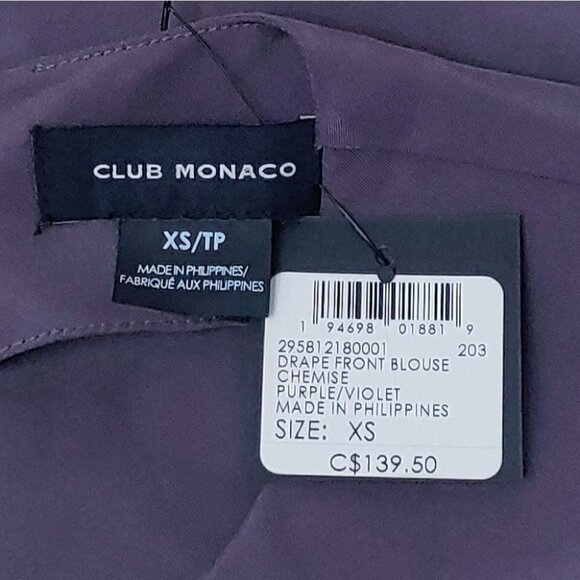 CLUB MONACO
XS/TP
MADE IN PHILIPPINES/
FABRIQUÉ AUX PHILIPPINES
1 94698 01881 9
295812180001 203
DRAPE FRONT BLOUSE
CHEMISE
PURPLE/VIOLET
MADE IN PHILIPPINES
SIZE: XS
C$139.50